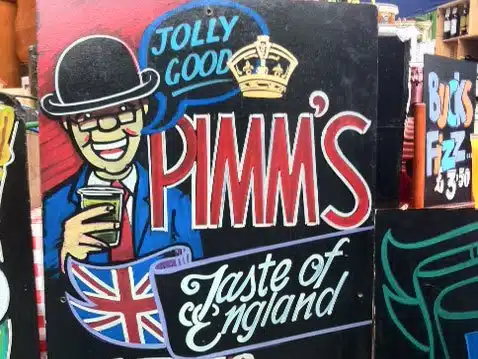 JOLLY
GOOD
PIMM'S
Taste of
England
BUCK'S
FIZZ
£3.50